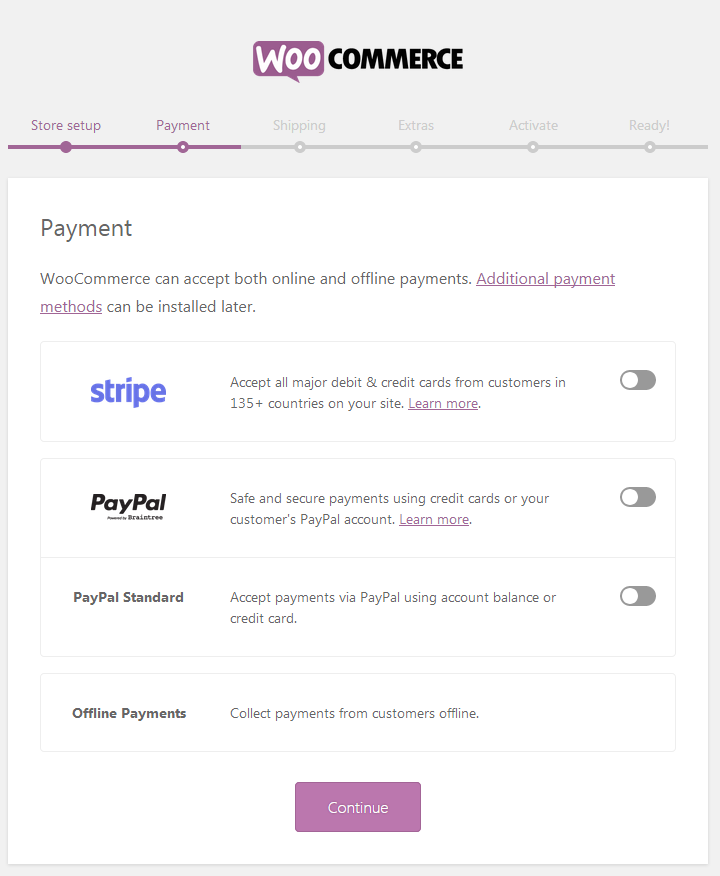 WOO COMMERCE
Store setup Payment Shipping Extras Activate Ready!
Payment
WooCommerce can accept both online and offline payments. Additional payment
methods can be installed later.
stripe
Accept all major debit & credit cards from customers in
135+ countries on your site. Learn more.
PayPal
Powered by Braintree
Safe and secure payments using credit cards or your
customer's PayPal account. Learn more.
PayPal Standard
Accept payments via PayPal using account balance or
credit card.
Offline Payments
Collect payments from customers offline.
Continue